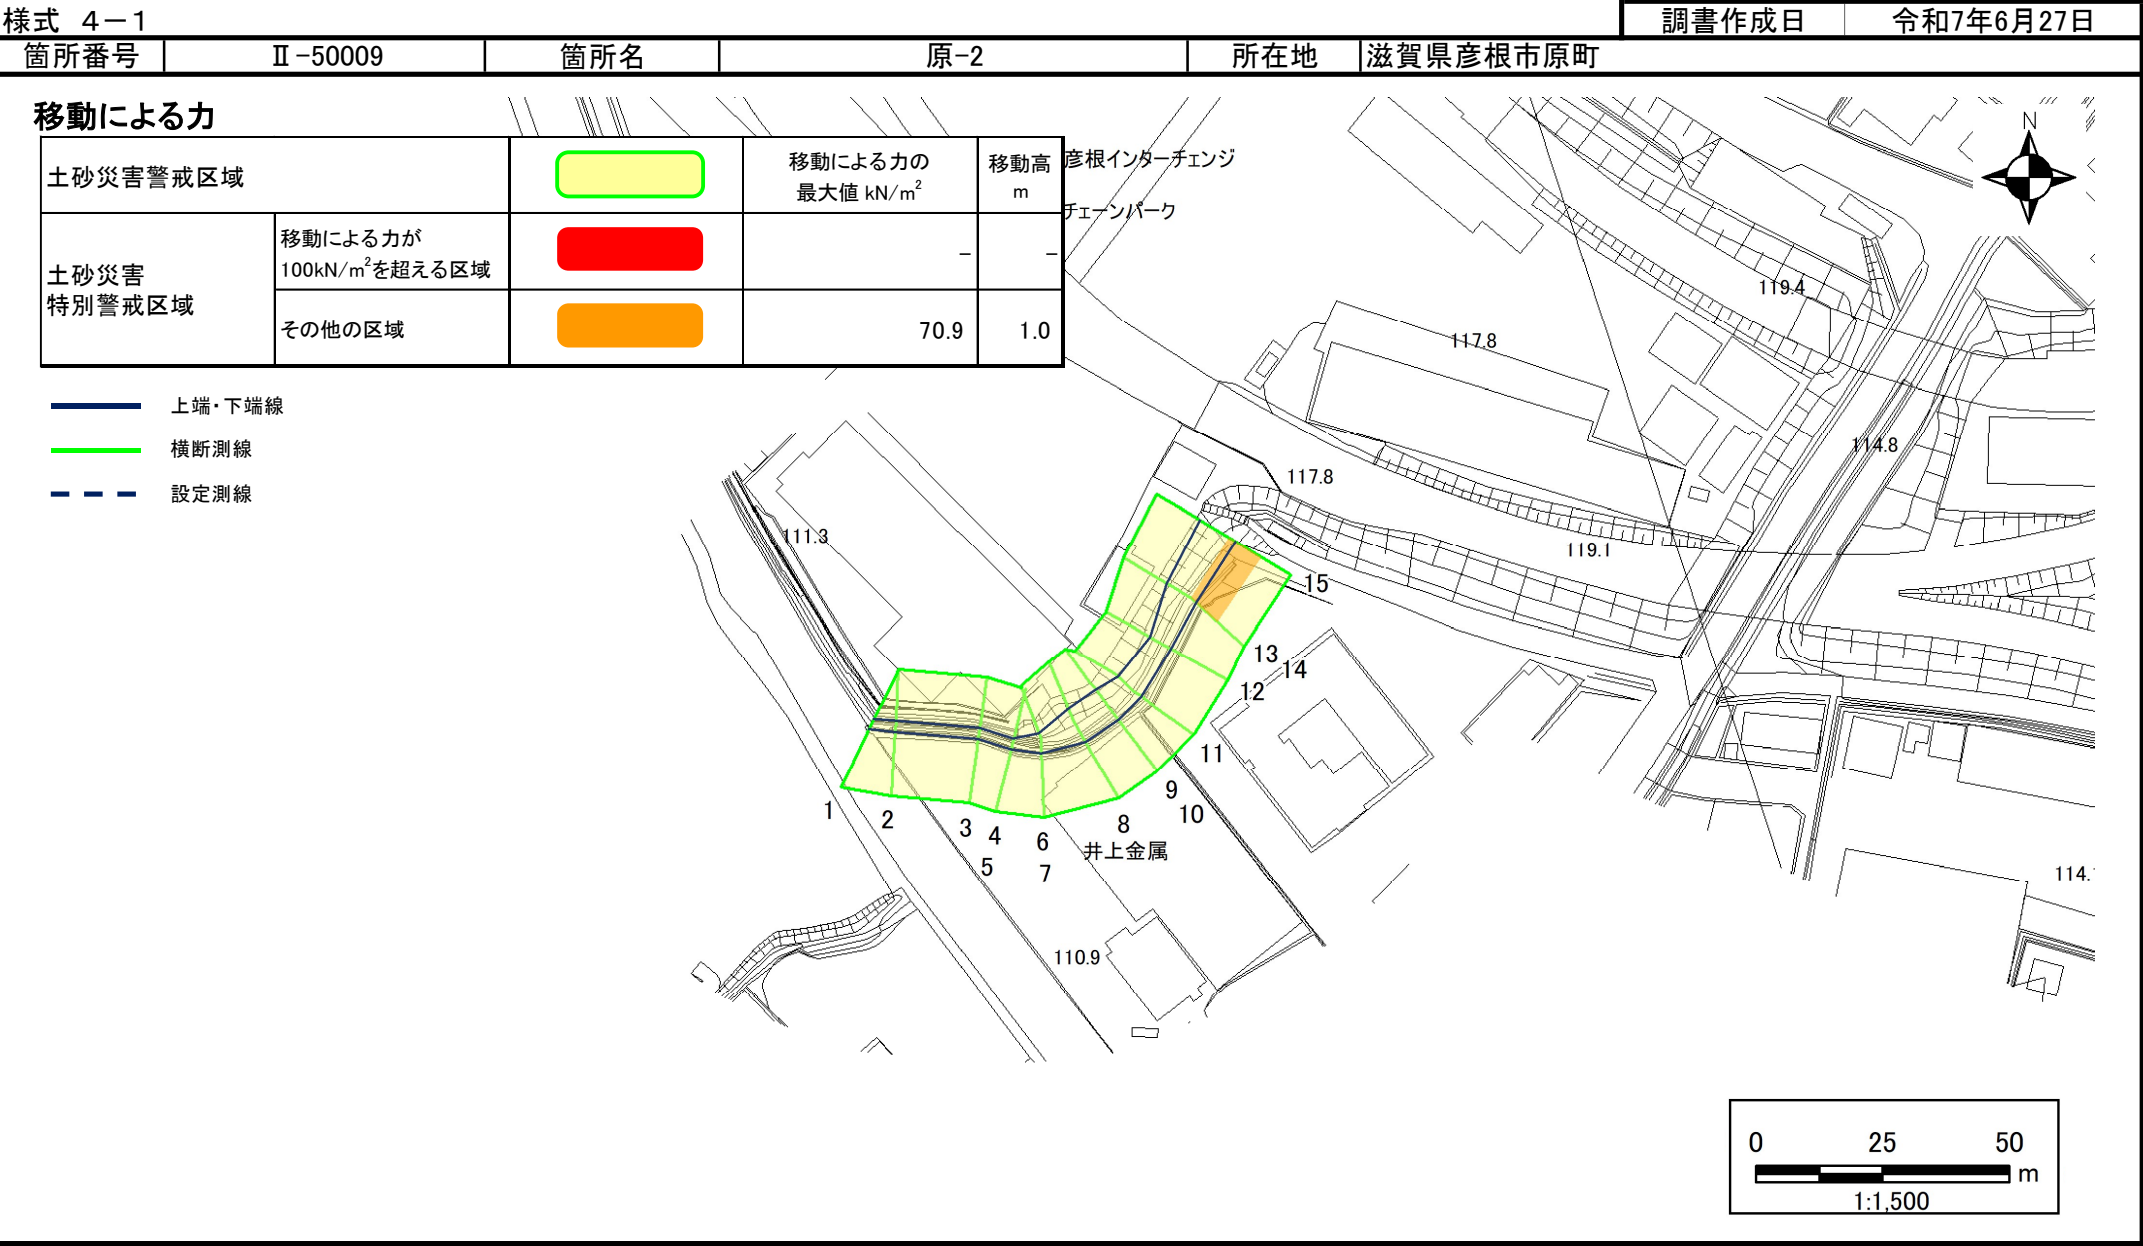 様式 4－1
調書作成日 令和7年6月27日
箇所番号 Ⅱ-50009 箇所名 原-2 所在地 滋賀県彦根市原町
移動による力
土砂災害警戒区域
移動による力の
最大値 kN/m²
移動高
m
土砂災害
特別警戒区域
移動による力が
100kN/m²を超える区域
－ －
その他の区域
70.9 1.0
上端・下端線
横断測線
設定測線
彦根インターチェンジ
チェーンパーク
N
119.4
117.8
114.8
117.8
111.3
119.1
15
13
14
12
11
9
10
8
1
2
3
4
5
6
7
井上金属
110.9
114.
0 25 50
m
1:1,500